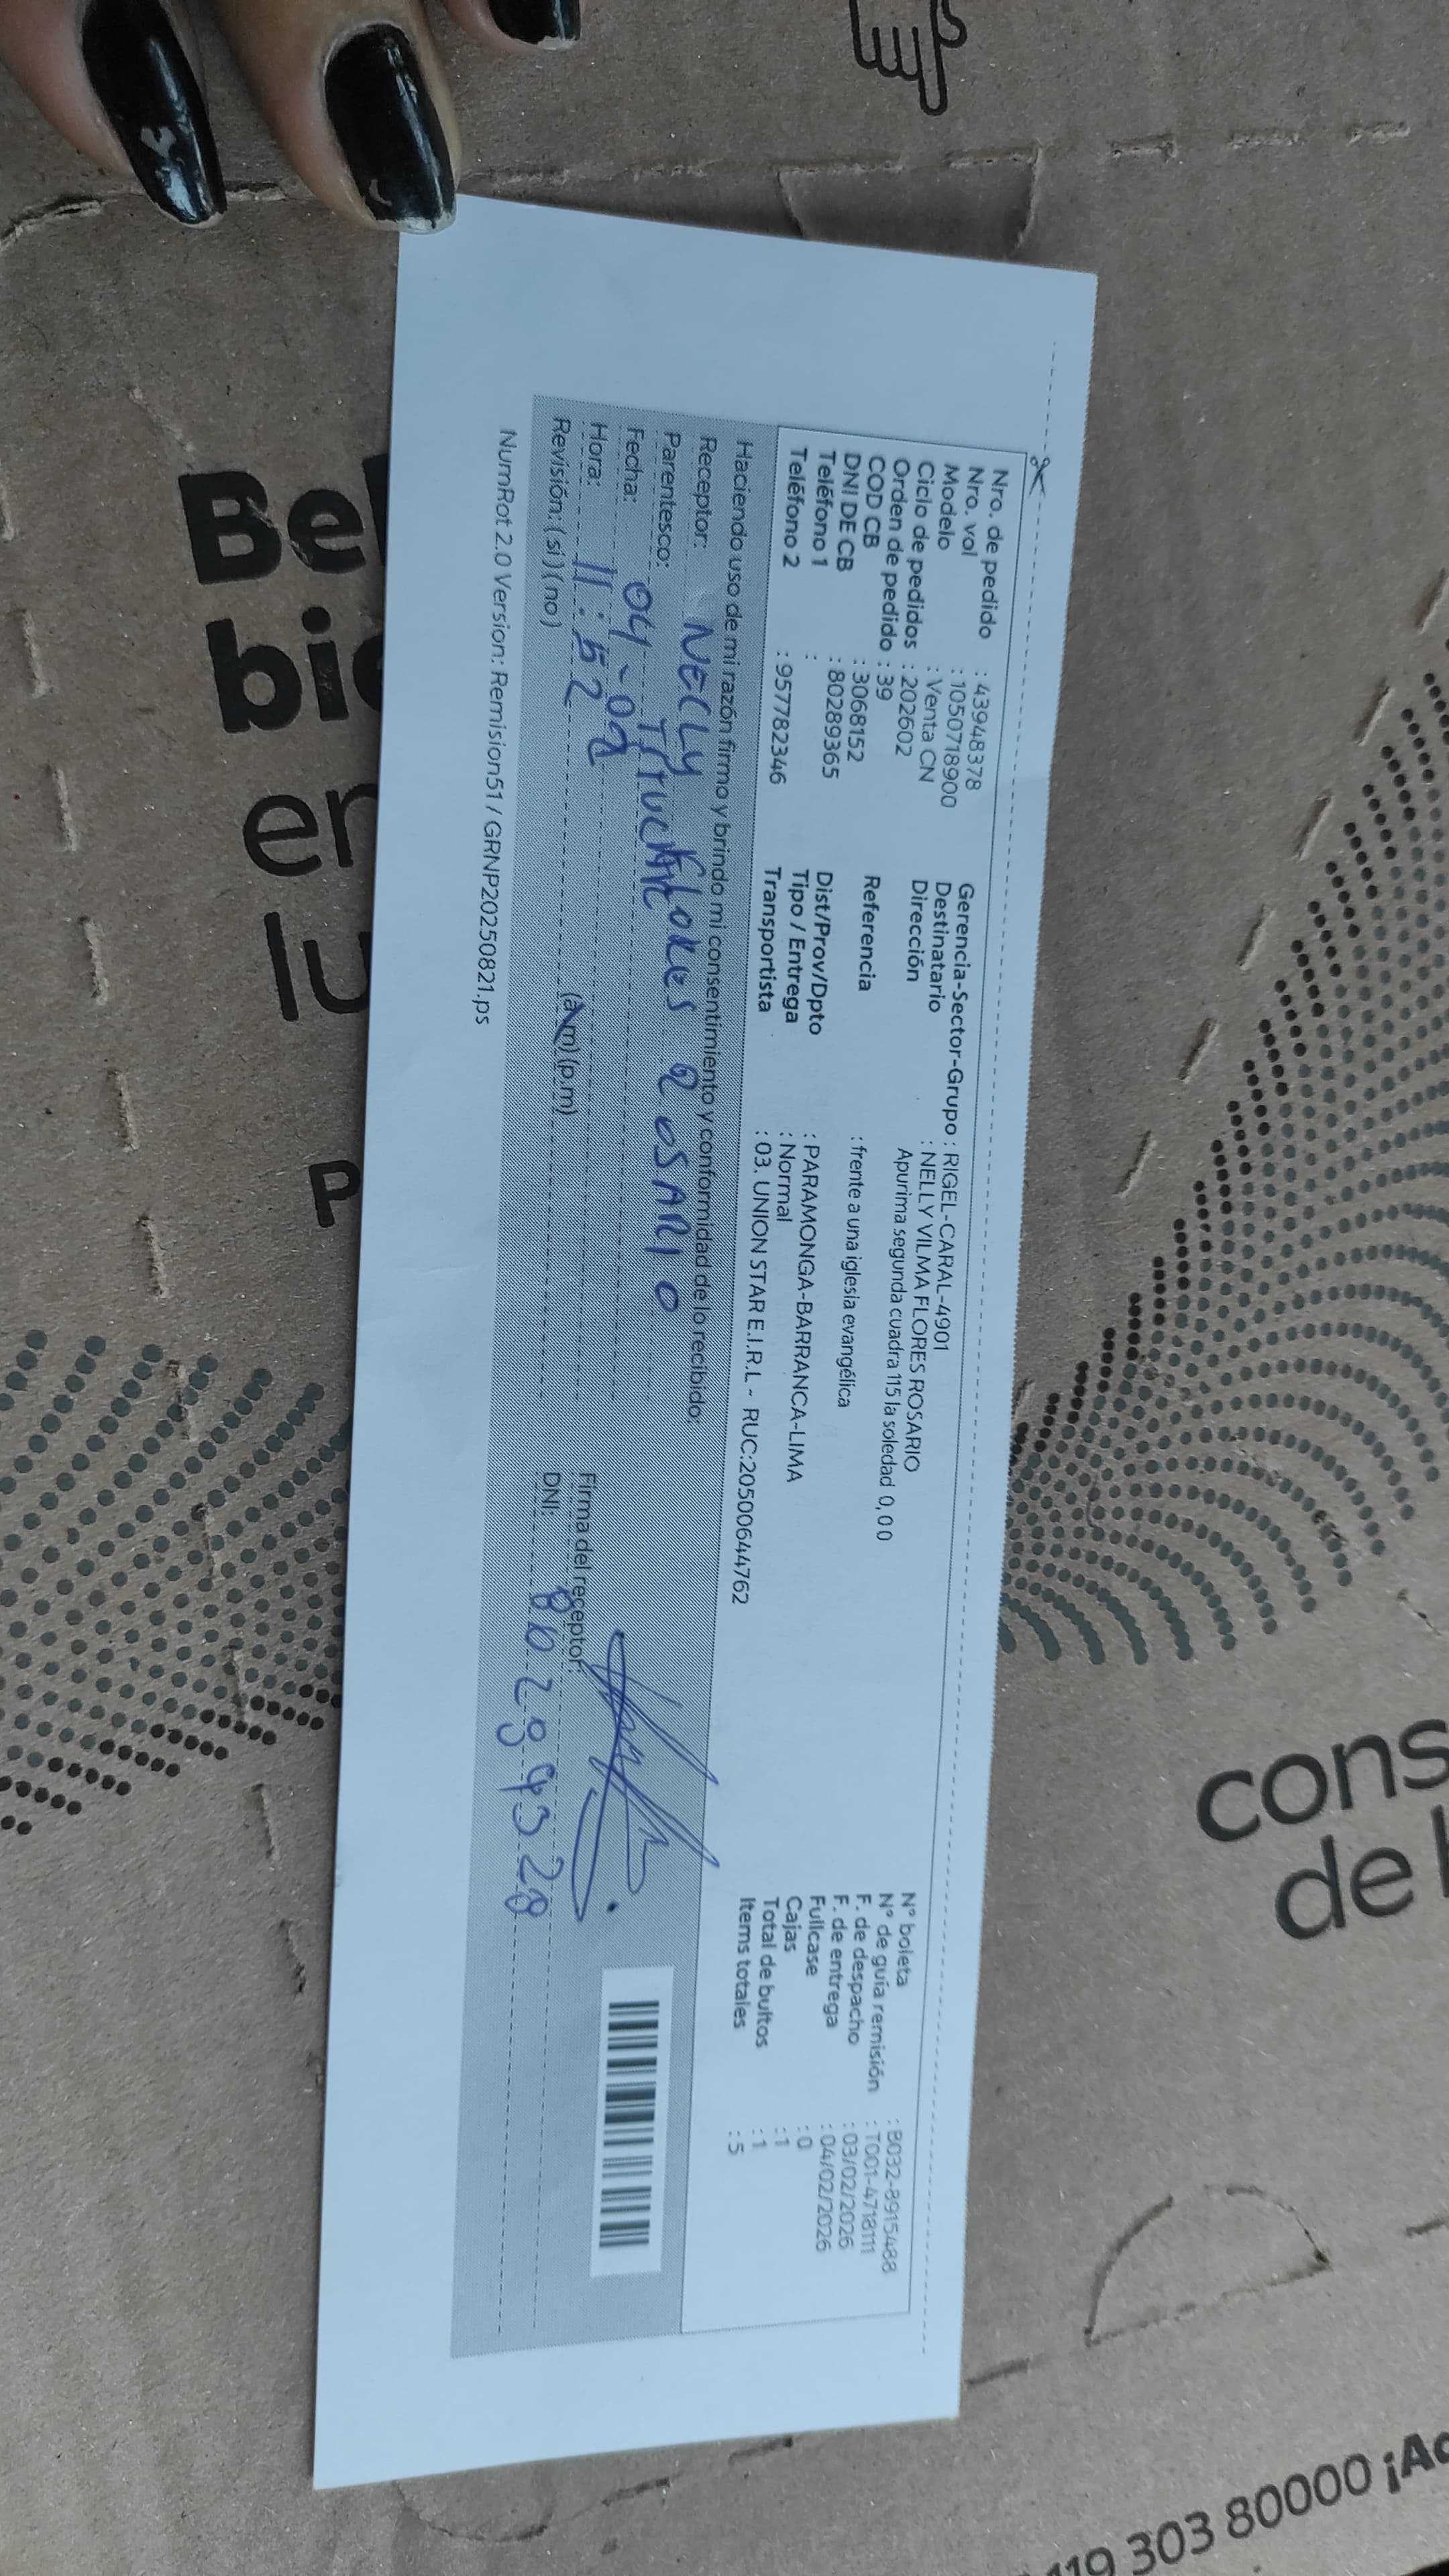 Nro. de pedido : 43948378
Nro. vol : 1050718900
Modelo : Venta CN
Ciclo de pedidos : 202602
Orden de pedido : 39
COD CB : 3068152
DNI DE CB : 80289365
Teléfono 1 :
Teléfono 2 : 957782346
Gerencia-Sector-Grupo : RIGEL-CARAL-4901
Destinatario : NELLY VILMA FLORES ROSARIO
Dirección Apurima segunda cuadra 115 la soledad 0,00
Referencia : frente a una iglesia evangélica
Dist/Prov/Dpto : PARAMONGA-BARRANCA-LIMA
Tipo / Entrega : Normal
Transportista : 03. UNION STAR E.I.R.L - RUC:20500644762
N° boleta : B032-8915488
N° de guía remisión : T001-4718111
F. de despacho : 03/02/2026
F. de entrega : 04/02/2026
Fullcase : 0
Cajas : 1
Total de bultos : 1
Items totales : 5
Haciendo uso de mi razón firmo y brindo mi consentimiento y conformidad de lo recibido:
Receptor: NELLY Flores ROSARIO
Parentesco:
Fecha: 04-02
Hora: 11:52 (a.m) (p.m)
Revisión: (si) (no)
Firma del receptor:
DNI:
NumRot 2.0 Version: Remision51 / GRNP20250821.ps
en
cons
de
303 80000